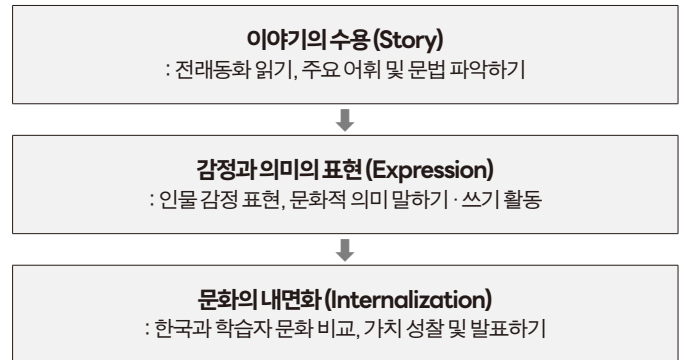 이야기의 수용 (Story)
: 전래동화 읽기, 주요 어휘 및 문법 파악하기
감정과 의미의 표현 (Expression)
: 인물 감정 표현, 문화적 의미 말하기 · 쓰기 활동
문화의 내면화 (Internalization)
: 한국과 학습자 문화 비교, 가치 성찰 및 발표하기